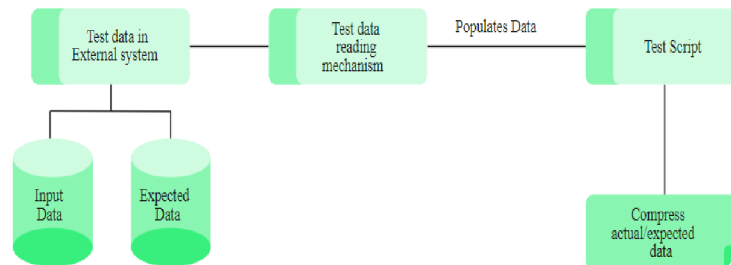 Test data in
External system
Test data
reading
mechanism
Populates Data
Test Script
Input
Data
Expected
Data
Compress
actual/expected
data